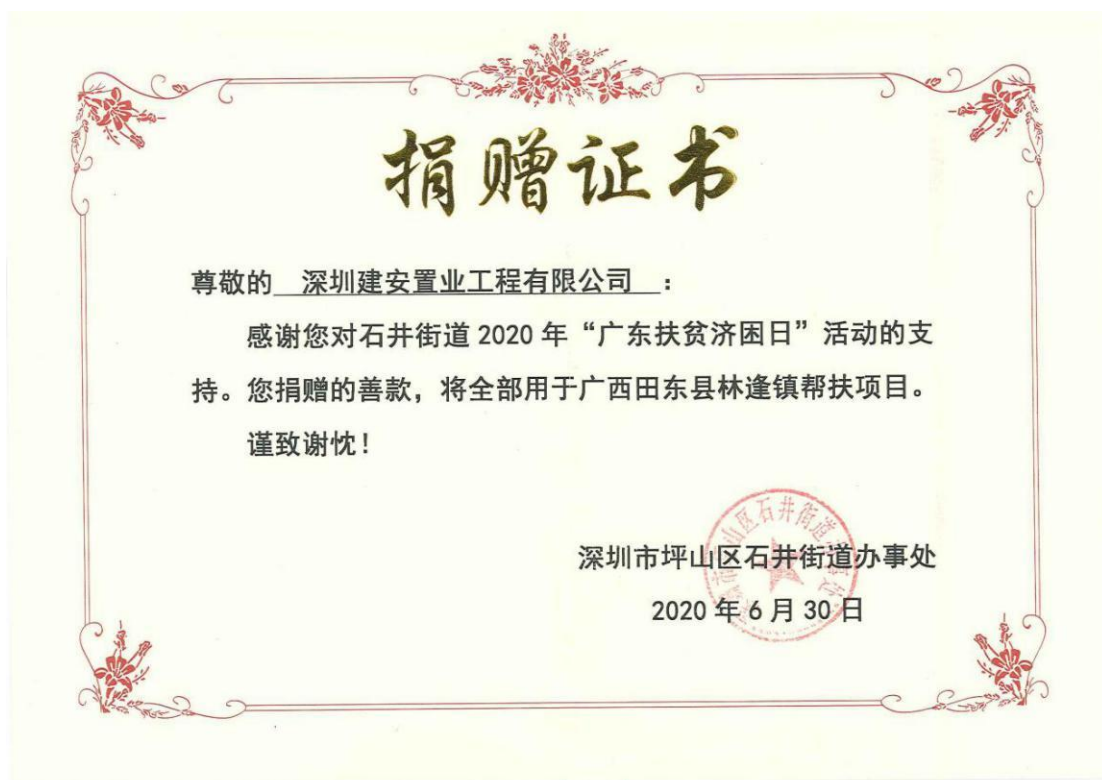 捐赠证书
尊敬的 深圳建安置业工程有限公司 ：
感谢您对石井街道 2020 年“广东扶贫济困日”活动的支
持。您捐赠的善款，将全部用于广西田东县林逢镇帮扶项目。
谨致谢忱！
深圳市坪山区石井街道办事处
2020 年 6 月 30 日